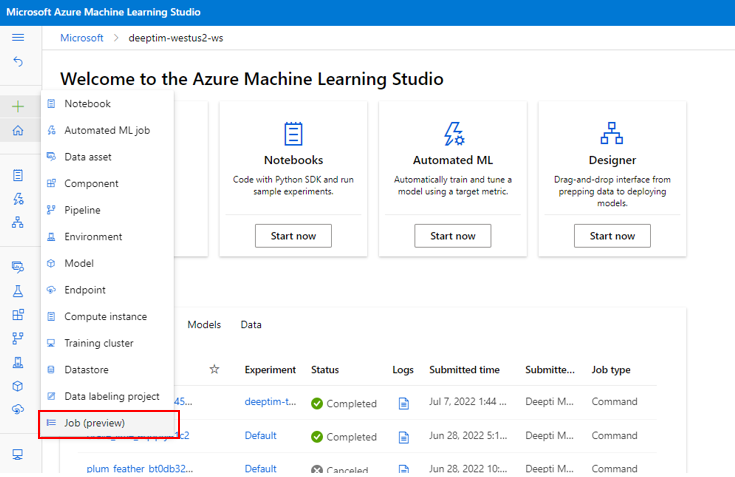 Microsoft Azure Machine Learning Studio
Microsoft > deeptim-westus2-ws
Welcome to the Azure Machine Learning Studio
Notebook
Automated ML job
Data asset
Component
Pipeline
Environment
Model
Endpoint
Compute instance
Training cluster
Datastore
Data labeling project
Job (preview)
Notebooks
Code with Python SDK and run
sample experiments.
Start now
Automated ML
Automatically train and tune a
model using a target metric.
Start now
Designer
Drag-and-drop interface from
prepping data to deploying
models.
Start now
Models Data
Experiment Status Logs Submitted time Submitte... Job type
45... deeptim-t... Completed Jul 7, 2022 1:44 ... Deepti M... Command
Default Completed Jun 28, 2022 5:1... Deepti M... Command
plum_feather_bt0db32... Default Canceled Jun 28, 2022 10:... Deepti M... Command